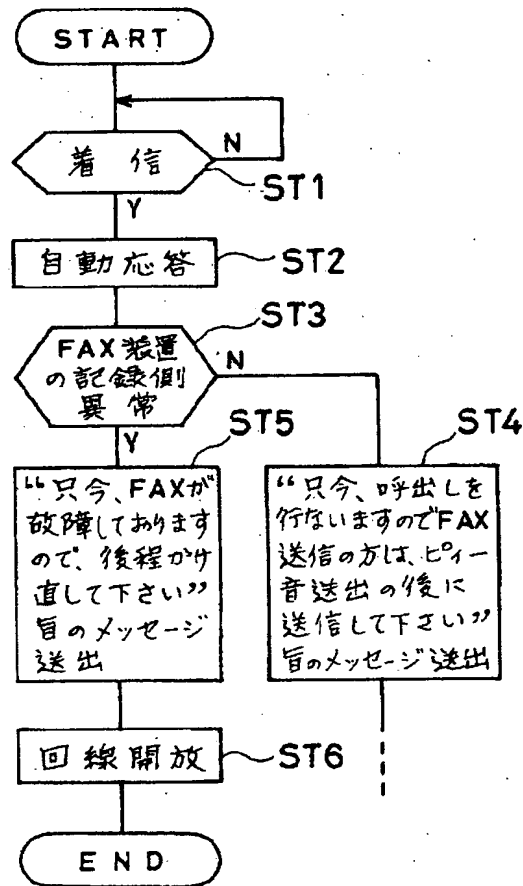 START
着信
N
ST1
Y
自動応答
ST2
ST3
FAX装置
の記録側
異常
N
Y
ST5
“只今、FAXが
故障しております
ので、後程かけ
直して下さい”
旨のメッセージ
送出
ST4
“只今、呼出しを
行ないますのでFAX
送信の方は、ピィー
音送出の後に
送信して下さい”
旨のメッセージ送出
回線開放
ST6
END